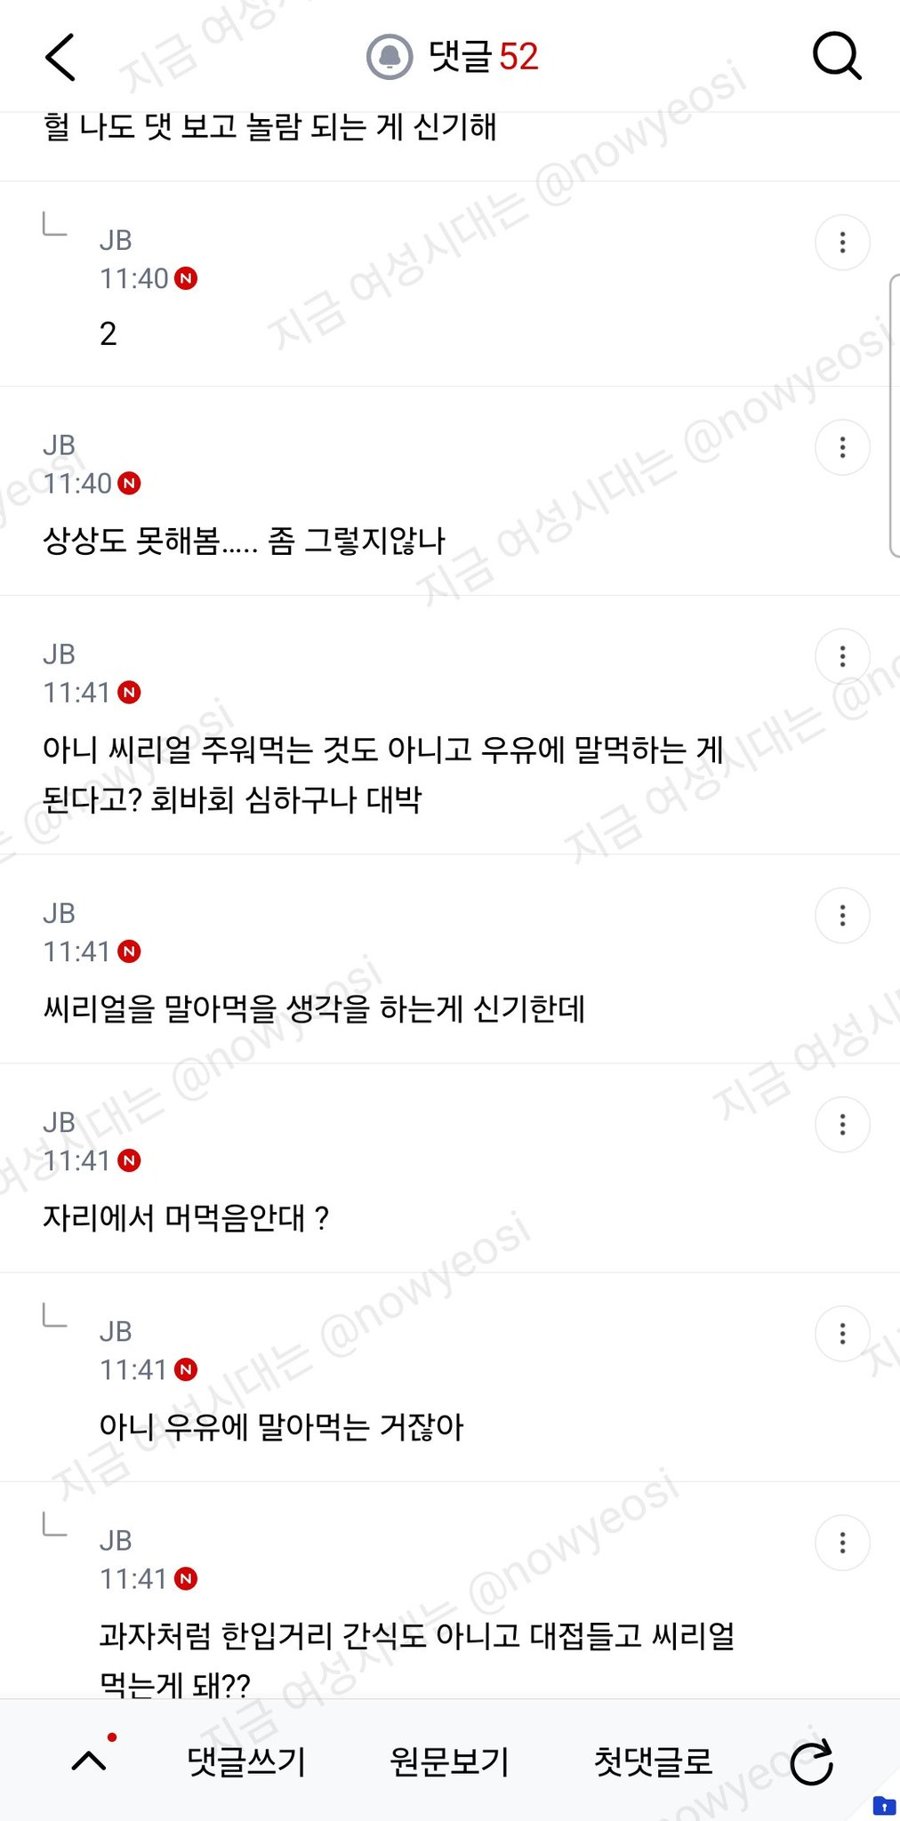 댓글 52
헐 나도 댓 보고 놀람 되는 게 신기해
JB
11:40 N
2
JB
11:40 N
상상도 못해봄..... 좀 그렇지않나
JB
11:41 N
아니 씨리얼 주워먹는 것도 아니고 우유에 말먹하는 게
된다고? 회바회 심하구나 대박
JB
11:41 N
씨리얼을 말아먹을 생각을 하는게 신기한데
JB
11:41 N
자리에서 머먹음안대 ?
JB
11:41 N
아니 우유에 말아먹는 거잖아
JB
11:41 N
과자처럼 한입거리 간식도 아니고 대접들고 씨리얼
먹는게 돼??
댓글쓰기 원문보기 첫댓글로
지금 여성시대는 @nowyeosi